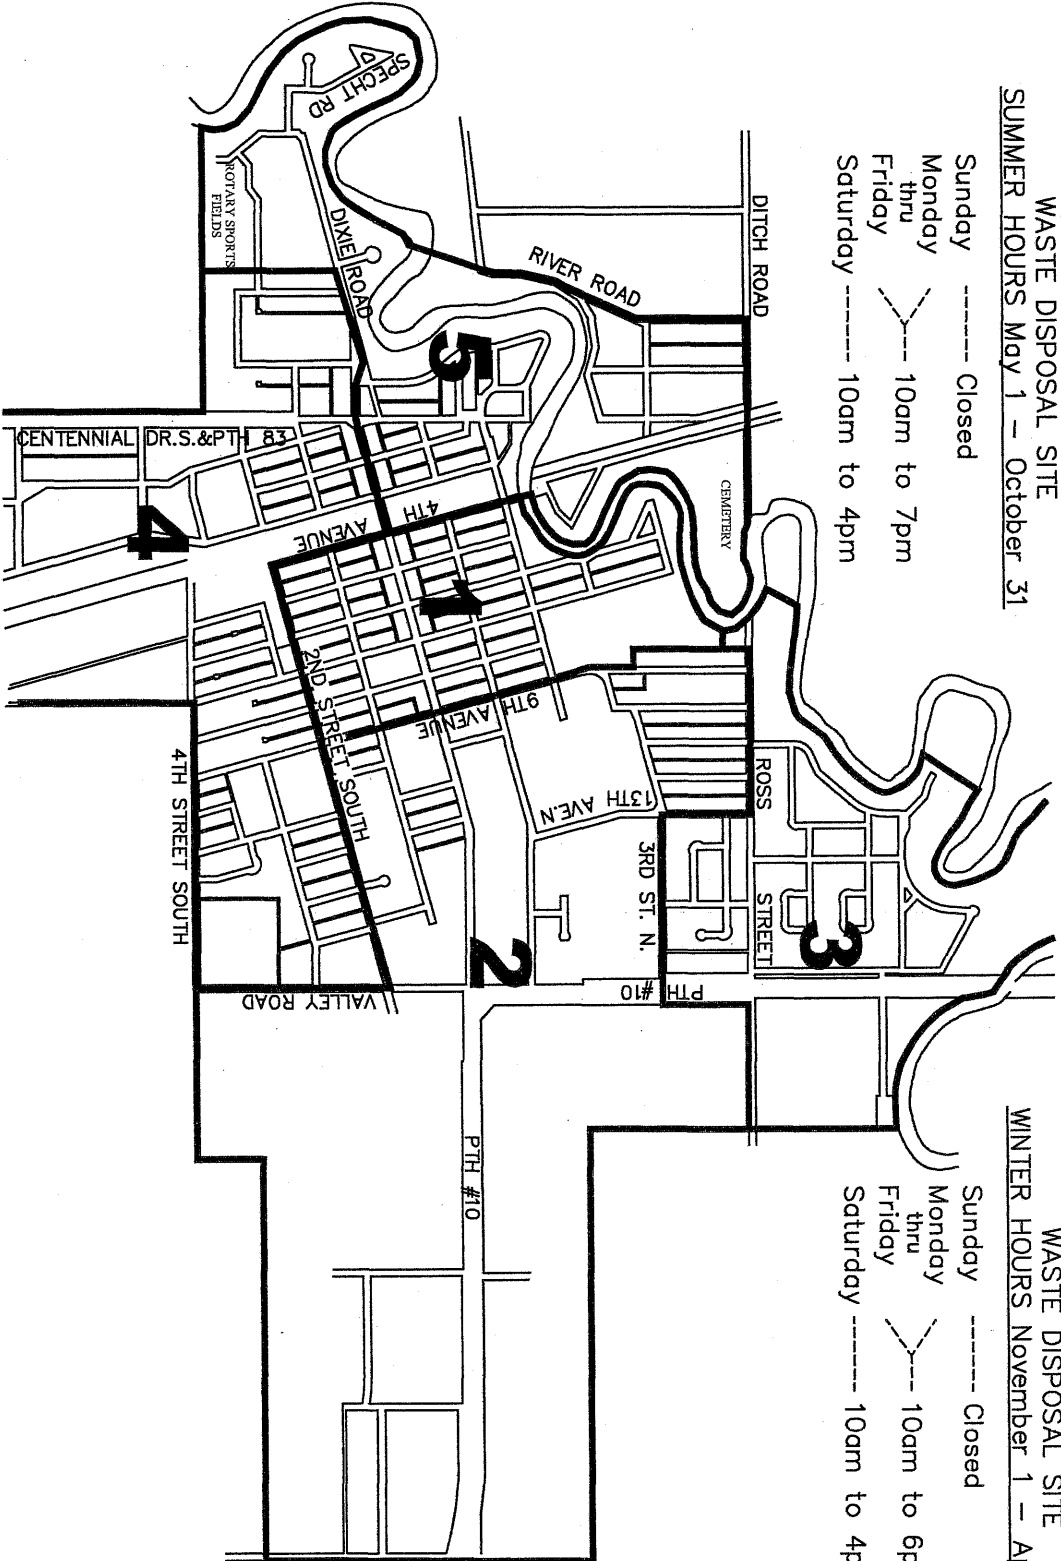 WASTE DISPOSAL SITE
SUMMER HOURS May 1 – October 31
Sunday ------ Closed
Monday
thru
Friday
10am to 7pm
Saturday ------- 10am to 4pm
WASTE DISPOSAL SITE
WINTER HOURS November 1 –
Sunday ------ Closed
Monday
thru
Friday
10am to
Saturday ------- 10am to
DITCH ROAD
CEMETERY
ROSS
STREET
3
RIVER ROAD
3RD ST. N.
13TH AVE.N
PTH
#10
SPECHT RD
DIXIE ROAD
5
4TH
AVENUE
1
9TH AVENUE
2
PTH #10
ROTARY SPORTS
FIELDS
CENTENNIAL DR.S.&PTH 83
4
2ND. STREET SOUTH
VALLEY ROAD
4TH STREET SOUTH